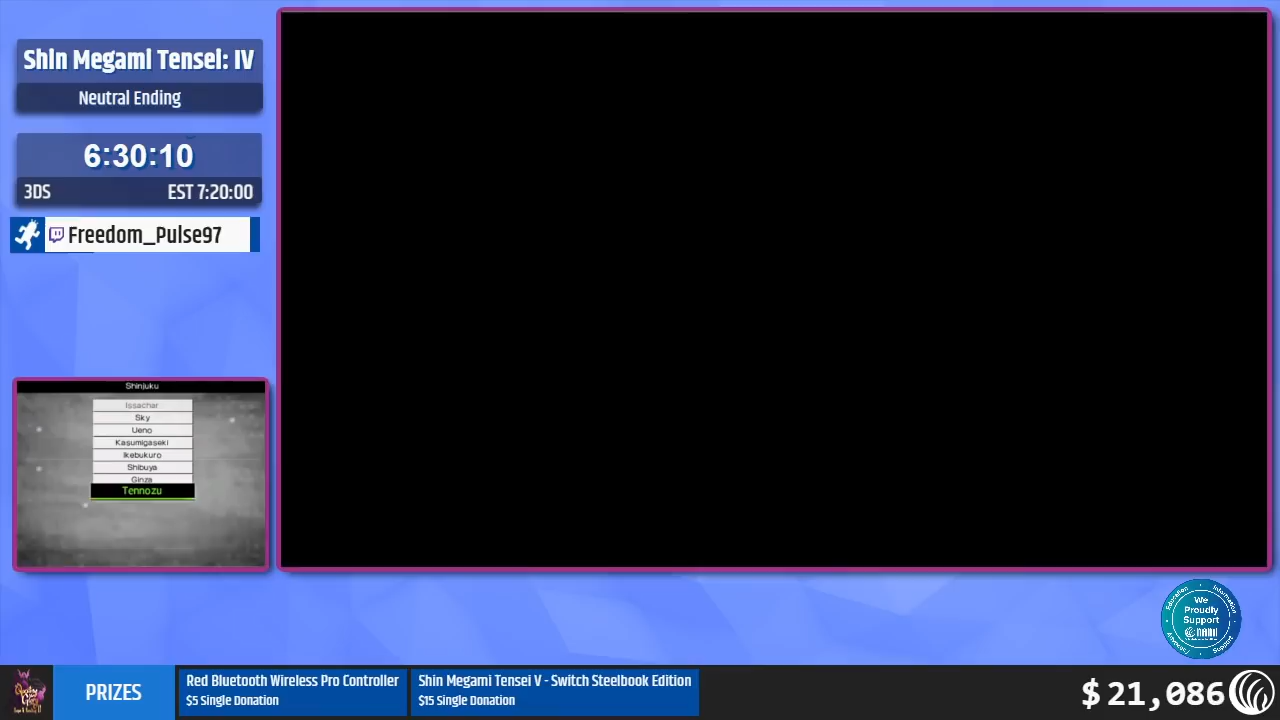 Shin Megami Tensei: IV
Neutral Ending
6:30:10
3DS EST 7:20:00
Freedom_Pulse97
Shinjuku
Issachar
Sky
Ueno
Kasumigaseki
Ikebukuro
Shibuya
Ginza
Tennozu
We
Proudly
Support
PRIZES
Red Bluetooth Wireless Pro Controller
$5 Single Donation
Shin Megami Tensei V - Switch Steelbook Edition
$15 Single Donation
$21,086